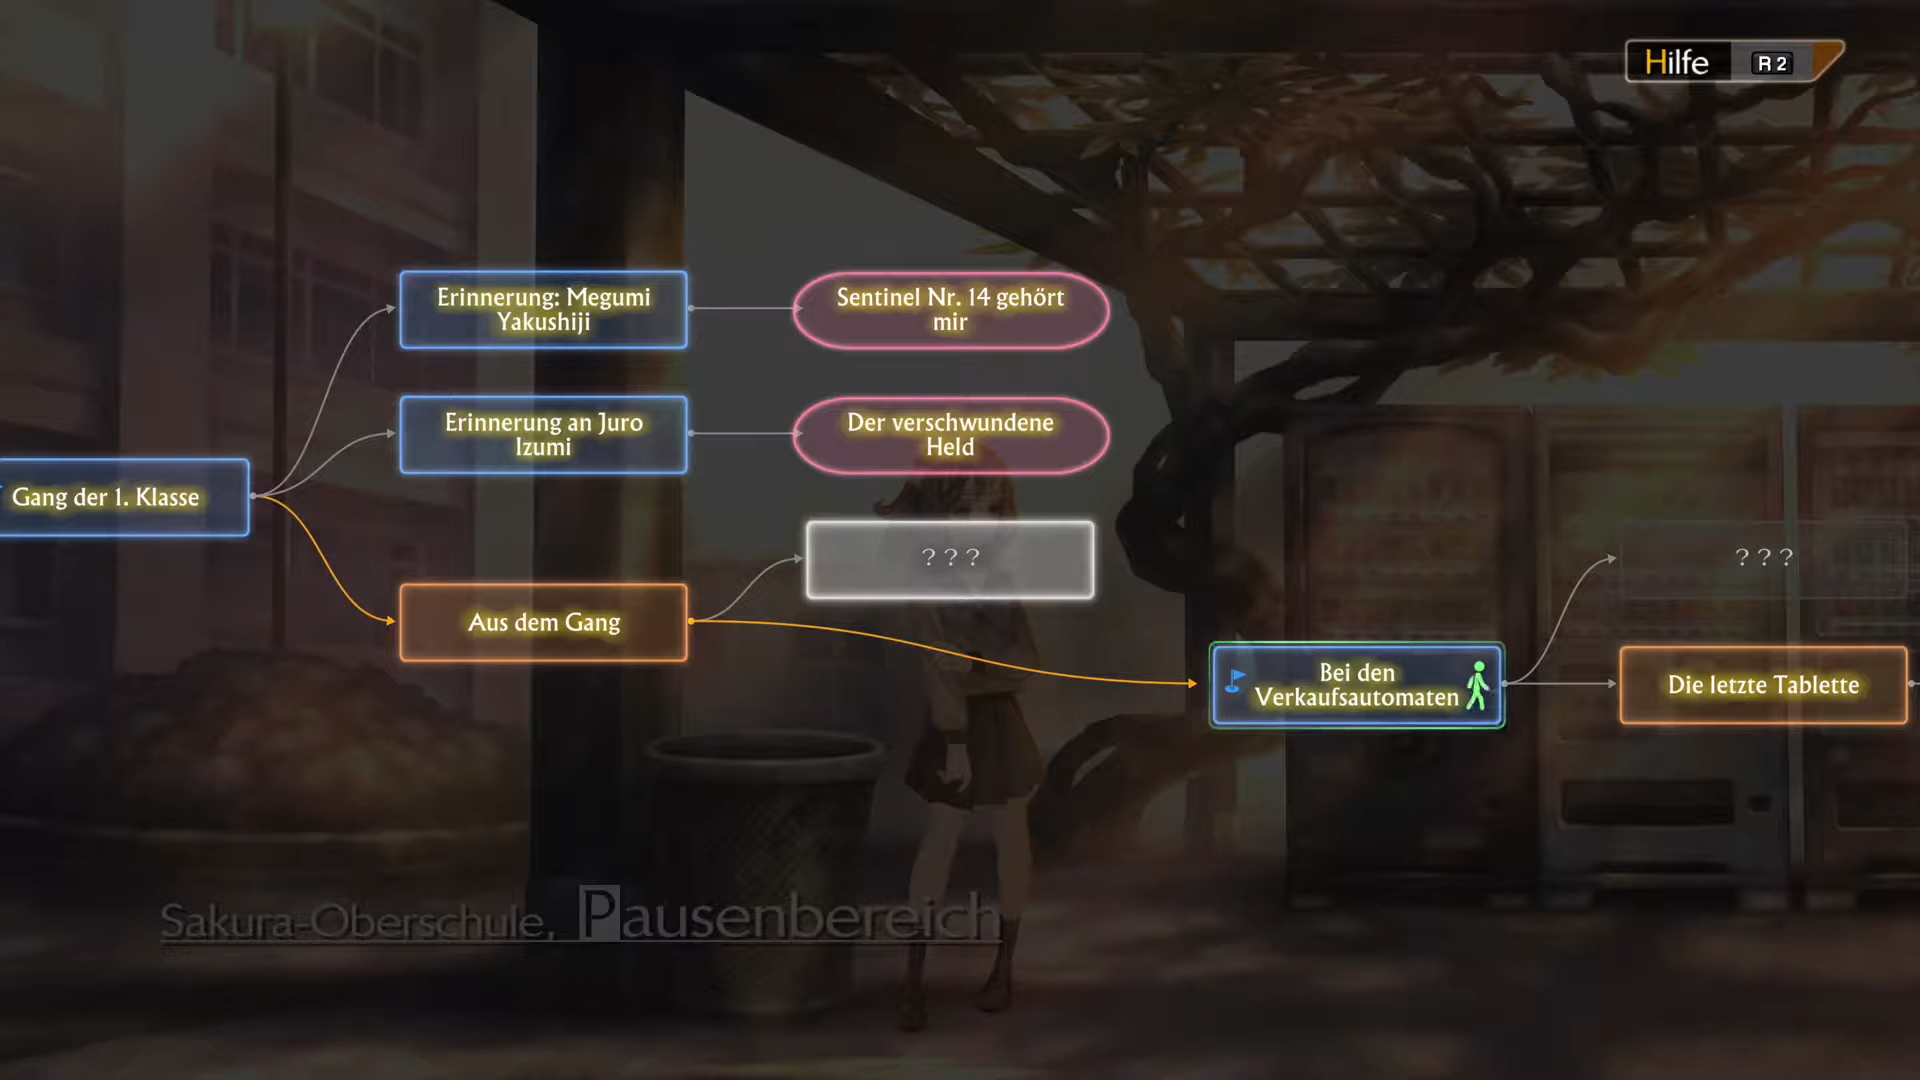 Hilfe R2
Erinnerung: Megumi
Yakushiji
Sentinel Nr. 14 gehört
mir
Erinnerung an Juro
Izumi
Der verschwundene
Held
Gang der 1. Klasse
???
???
Aus dem Gang
Bei den
Verkaufsautomaten
Die letzte Tablette
Sakura-Oberschule, Pausenbereich